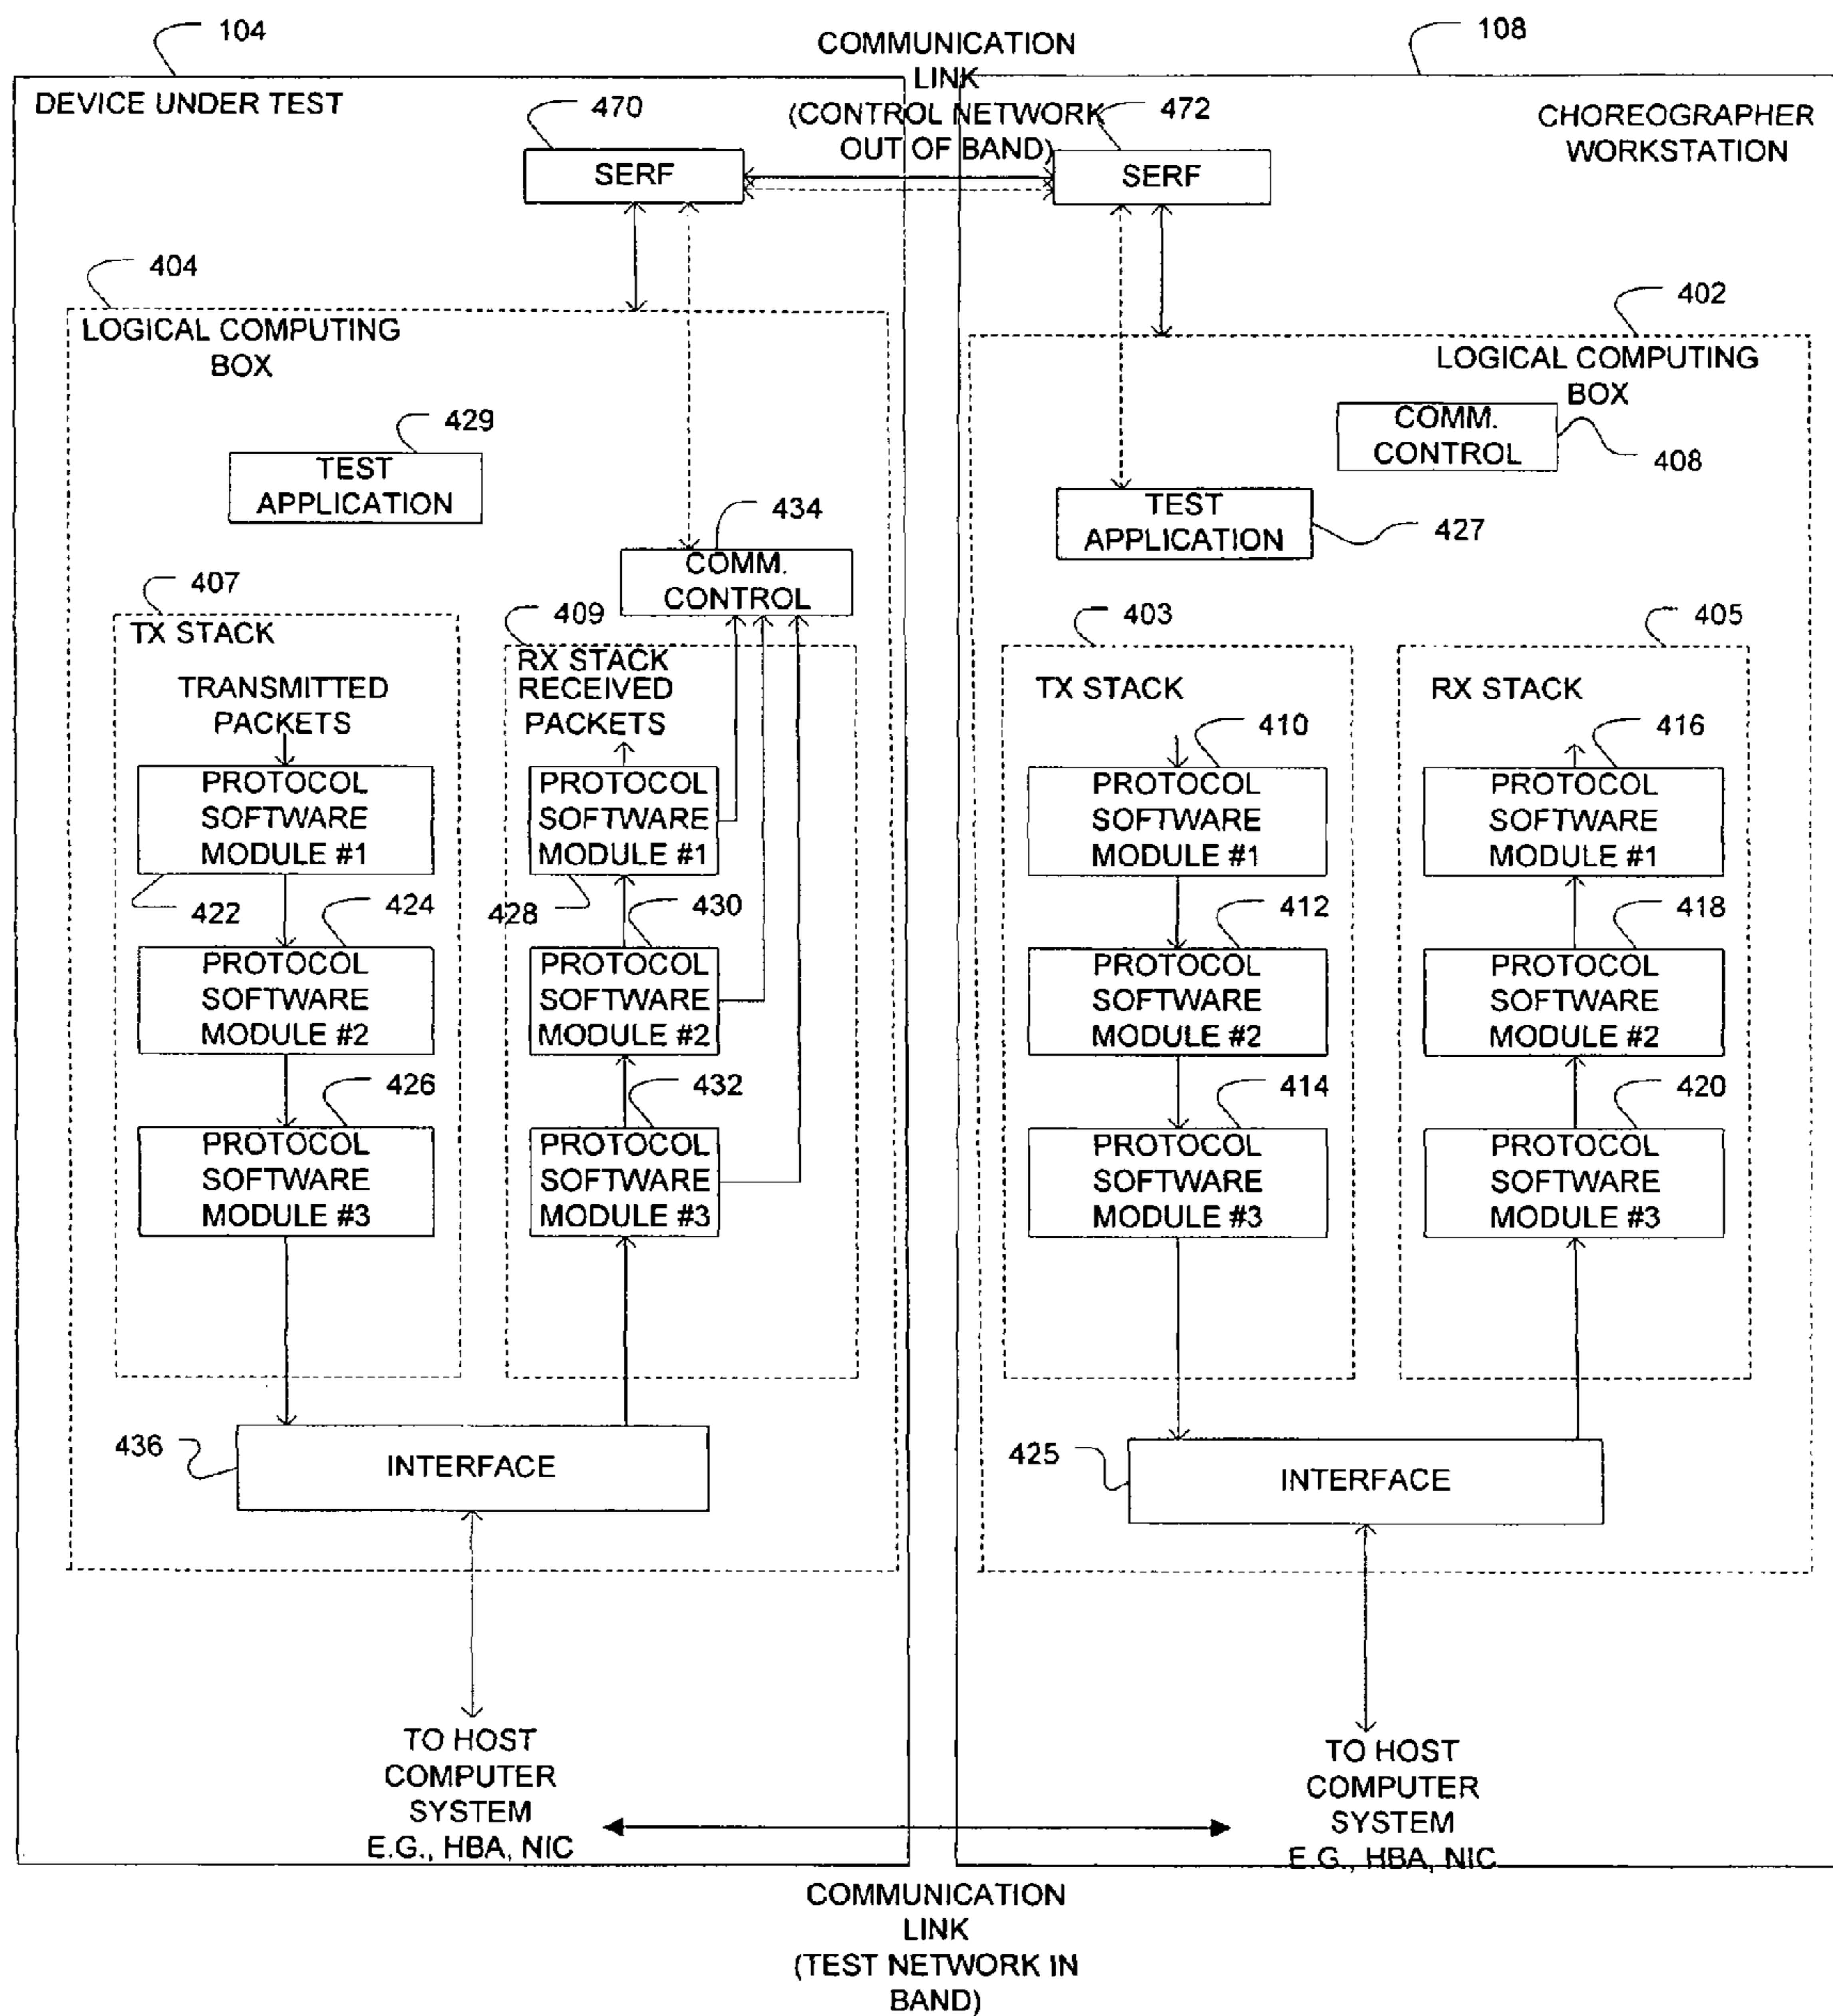 104
COMMUNICATION
LINK
(CONTROL NETWORK
OUT OF BAND)
108
DEVICE UNDER TEST
CHOREOGRAPHER
WORKSTATION
470
SERF
472
SERF
404
LOGICAL COMPUTING
BOX
402
LOGICAL COMPUTING
BOX
429
TEST
APPLICATION
COMM.
CONTROL
408
434
COMM.
CONTROL
TEST
APPLICATION
427
407
TX STACK
TRANSMITTED
PACKETS
PROTOCOL
SOFTWARE
MODULE #1
422
424
PROTOCOL
SOFTWARE
MODULE #2
426
PROTOCOL
SOFTWARE
MODULE #3
409
RX STACK
RECEIVED
PACKETS
PROTOCOL
SOFTWARE
MODULE #1
428
430
PROTOCOL
SOFTWARE
MODULE #2
432
PROTOCOL
SOFTWARE
MODULE #3
403
TX STACK
410
PROTOCOL
SOFTWARE
MODULE #1
412
PROTOCOL
SOFTWARE
MODULE #2
414
PROTOCOL
SOFTWARE
MODULE #3
405
RX STACK
416
PROTOCOL
SOFTWARE
MODULE #1
418
PROTOCOL
SOFTWARE
MODULE #2
420
PROTOCOL
SOFTWARE
MODULE #3
436
INTERFACE
425
INTERFACE
TO HOST
COMPUTER
SYSTEM
E.G., HBA, NIC
TO HOST
COMPUTER
SYSTEM
E.G., HBA, NIC
COMMUNICATION
LINK
(TEST NETWORK IN
BAND)